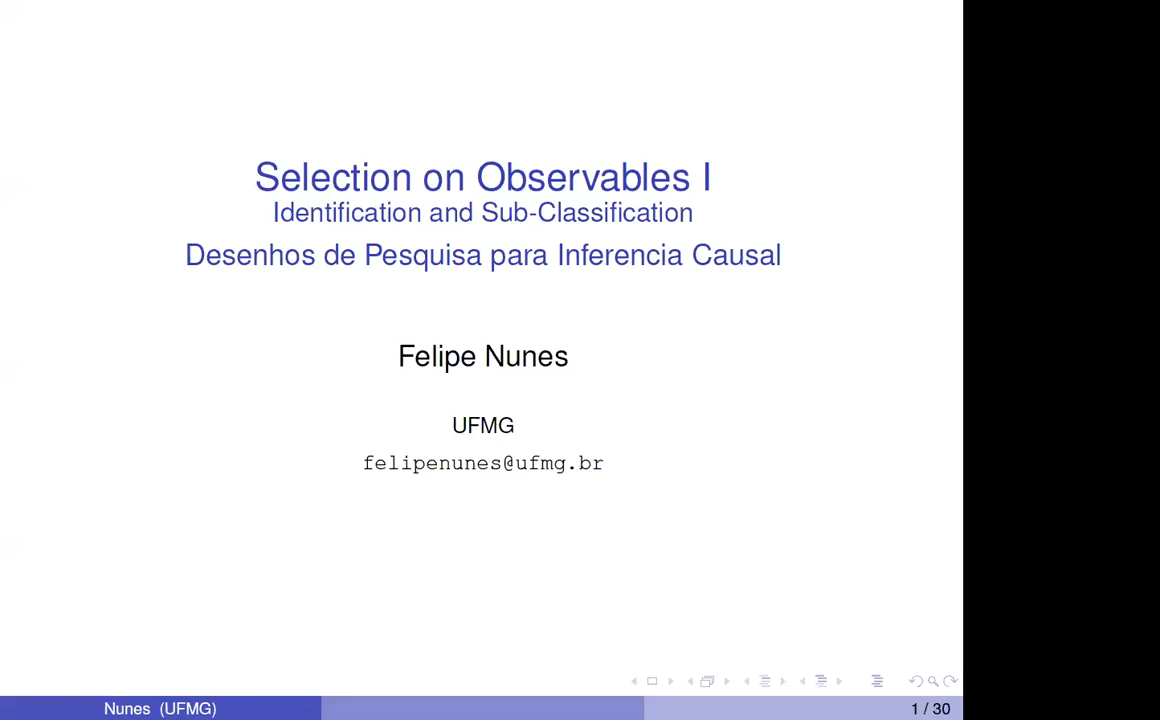 Selection on Observables I
Identification and Sub-Classification
Desenhos de Pesquisa para Inferencia Causal
Felipe Nunes
UFMG
felipenunes@ufmg.br
Nunes (UFMG)
1 / 30